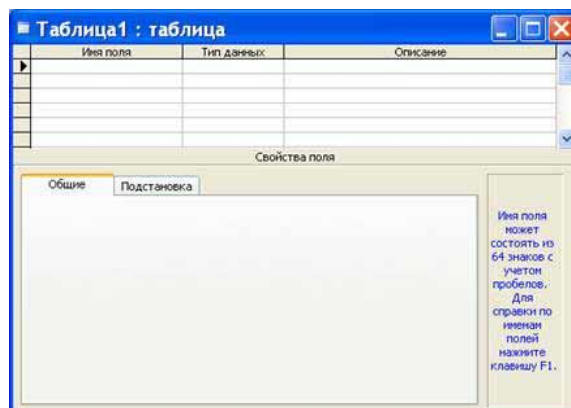 Таблица1 : таблица
Имя поля Тип данных Описание
Свойства поля
Общие Подстановка
Имя поля
может
состоять из
64 знаков с
учетом
пробелов.
Для
справки по
именам
полей
нажмите
клавишу F1.